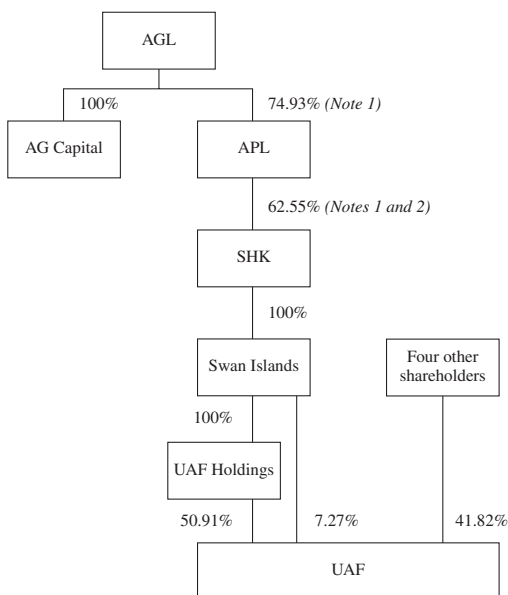 AGL
100%
74.93% (Note 1)
AG Capital
APL
62.55% (Notes 1 and 2)
SHK
100%
Swan Islands
Four other
shareholders
100%
UAF Holdings
50.91%
7.27%
41.82%
UAF